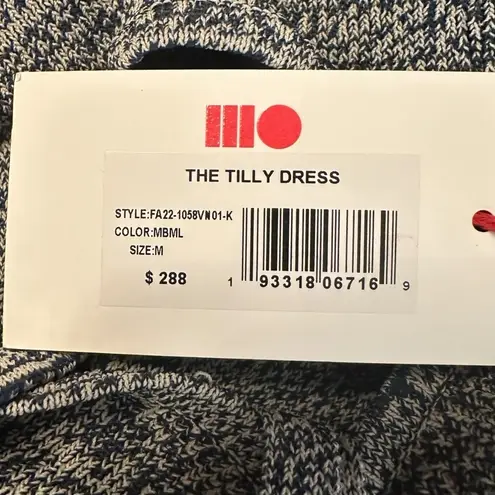 THE TILLY DRESS
STYLE:FA22-1058VN01-K
COLOR:MBML
SIZE:M
$ 288
1 93318 06716 9